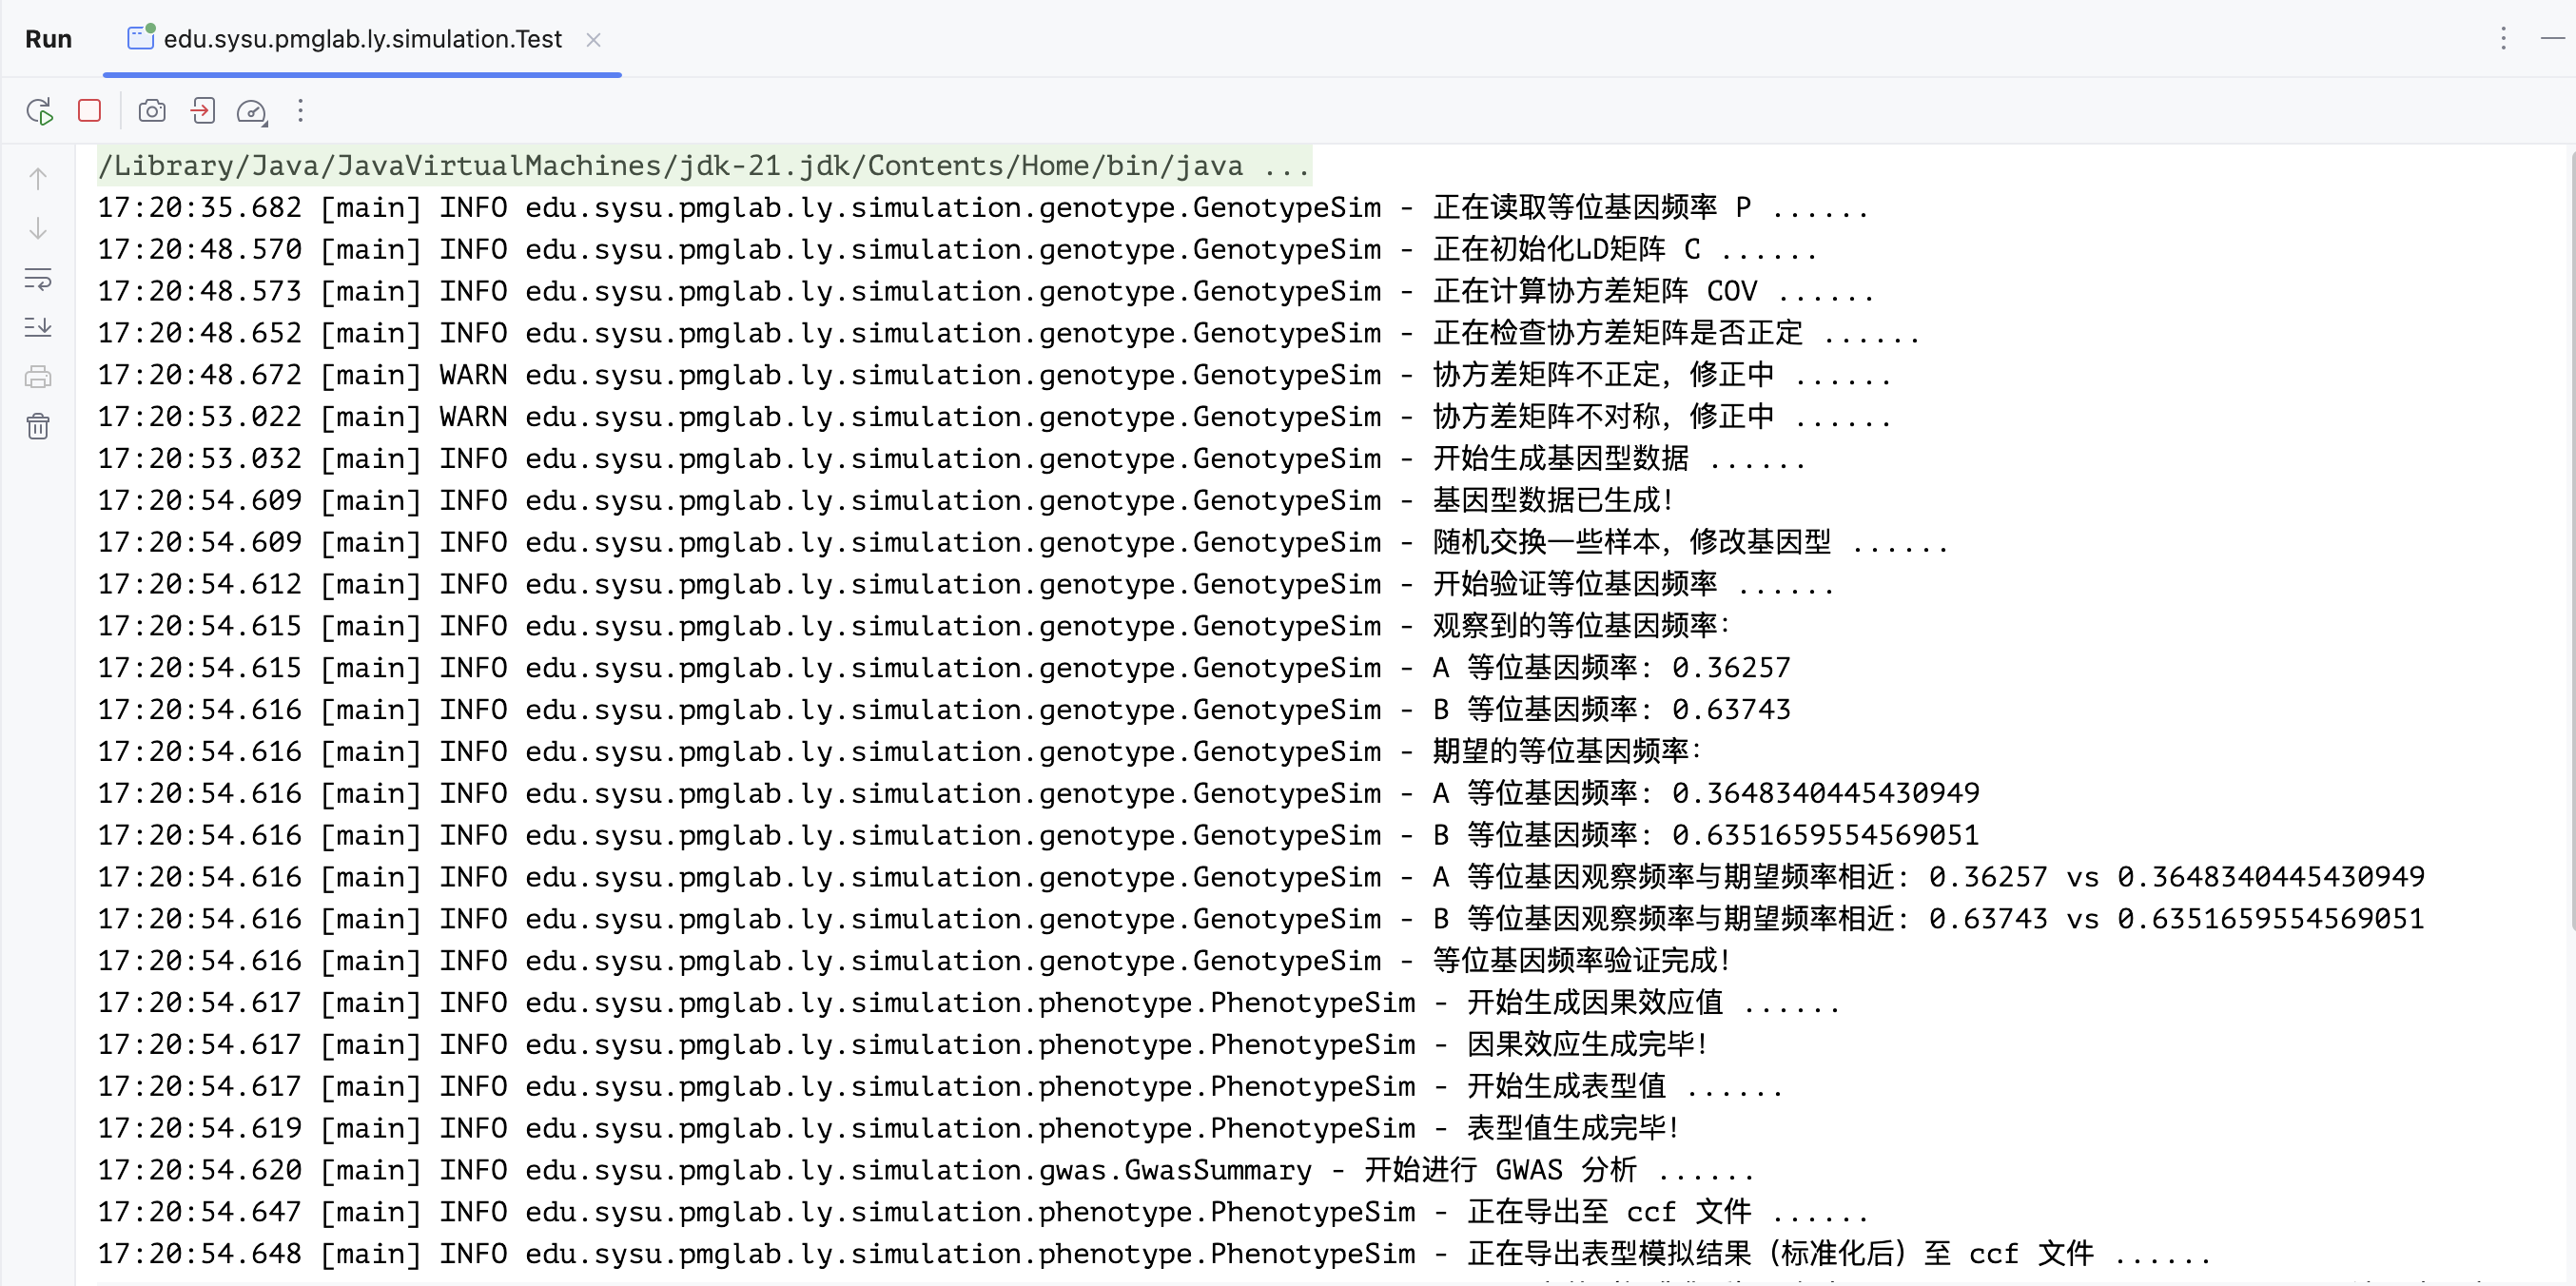 Run edu.sysu.pmglab.ly.simulation.Test
/Library/Java/JavaVirtualMachines/jdk-21.jdk/Contents/Home/bin/java ...
17:20:35.682 [main] INFO edu.sysu.pmglab.ly.simulation.genotype.GenotypeSim - 正在读取等位基因频率 P ......
17:20:48.570 [main] INFO edu.sysu.pmglab.ly.simulation.genotype.GenotypeSim - 正在初始化LD矩阵 C ......
17:20:48.573 [main] INFO edu.sysu.pmglab.ly.simulation.genotype.GenotypeSim - 正在计算协方差矩阵 COV ......
17:20:48.652 [main] INFO edu.sysu.pmglab.ly.simulation.genotype.GenotypeSim - 正在检查协方差矩阵是否正定 ......
17:20:48.672 [main] WARN edu.sysu.pmglab.ly.simulation.genotype.GenotypeSim - 协方差矩阵不正定，修正中 ......
17:20:53.022 [main] WARN edu.sysu.pmglab.ly.simulation.genotype.GenotypeSim - 协方差矩阵不对称，修正中 ......
17:20:53.032 [main] INFO edu.sysu.pmglab.ly.simulation.genotype.GenotypeSim - 开始生成基因型数据 ......
17:20:54.609 [main] INFO edu.sysu.pmglab.ly.simulation.genotype.GenotypeSim - 基因型数据已生成！
17:20:54.609 [main] INFO edu.sysu.pmglab.ly.simulation.genotype.GenotypeSim - 随机交换一些样本，修改基因型 ......
17:20:54.612 [main] INFO edu.sysu.pmglab.ly.simulation.genotype.GenotypeSim - 开始验证等位基因频率 ......
17:20:54.615 [main] INFO edu.sysu.pmglab.ly.simulation.genotype.GenotypeSim - 观察到的等位基因频率：
17:20:54.615 [main] INFO edu.sysu.pmglab.ly.simulation.genotype.GenotypeSim - A 等位基因频率: 0.36257
17:20:54.616 [main] INFO edu.sysu.pmglab.ly.simulation.genotype.GenotypeSim - B 等位基因频率: 0.63743
17:20:54.616 [main] INFO edu.sysu.pmglab.ly.simulation.genotype.GenotypeSim - 期望的等位基因频率：
17:20:54.616 [main] INFO edu.sysu.pmglab.ly.simulation.genotype.GenotypeSim - A 等位基因频率: 0.3648340445430949
17:20:54.616 [main] INFO edu.sysu.pmglab.ly.simulation.genotype.GenotypeSim - B 等位基因频率: 0.6351659554569051
17:20:54.616 [main] INFO edu.sysu.pmglab.ly.simulation.genotype.GenotypeSim - A 等位基因观察频率与期望频率相近: 0.36257 vs 0.3648340445430949
17:20:54.616 [main] INFO edu.sysu.pmglab.ly.simulation.genotype.GenotypeSim - B 等位基因观察频率与期望频率相近: 0.63743 vs 0.6351659554569051
17:20:54.616 [main] INFO edu.sysu.pmglab.ly.simulation.genotype.GenotypeSim - 等位基因频率验证完成！
17:20:54.617 [main] INFO edu.sysu.pmglab.ly.simulation.phenotype.PhenotypeSim - 开始生成因果效应值 ......
17:20:54.617 [main] INFO edu.sysu.pmglab.ly.simulation.phenotype.PhenotypeSim - 因果效应生成完毕！
17:20:54.617 [main] INFO edu.sysu.pmglab.ly.simulation.phenotype.PhenotypeSim - 开始生成表型值 ......
17:20:54.619 [main] INFO edu.sysu.pmglab.ly.simulation.phenotype.PhenotypeSim - 表型值生成完毕！
17:20:54.620 [main] INFO edu.sysu.pmglab.ly.simulation.gwas.GwasSummary - 开始进行 GWAS 分析 ......
17:20:54.647 [main] INFO edu.sysu.pmglab.ly.simulation.phenotype.PhenotypeSim - 正在导出至 ccf 文件 ......
17:20:54.648 [main] INFO edu.sysu.pmglab.ly.simulation.phenotype.PhenotypeSim - 正在导出表型模拟结果（标准化后）至 ccf 文件 ......